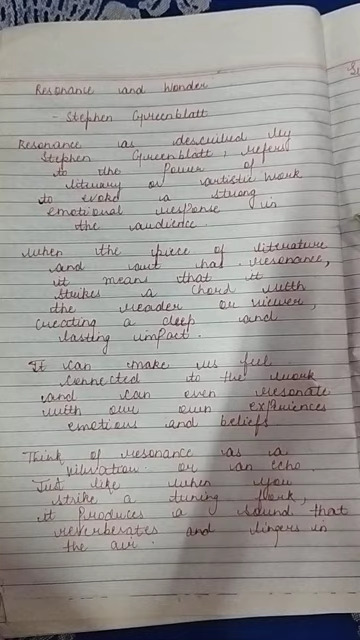 Resonance and Wonder
- Stephen Greenblatt
Resonance as described by
Stephen Greenblatt, refers
to the Power of
literary or artistic work
to evoke a strong
emotional response in
the audience.
when the piece of literature
and art has resonance,
it means that it
strikes a chord with
the reader or viewer,
creating a deep and
lasting impact.
It can make us feel
connected to the work
and can even resonate
with our own expriences
emotions and beliefs
Think of resonance as a
vibration or an echo.
Just like when you
strike a tuning fork,
it Produces a sound that
reverberates and lingers in
the air.